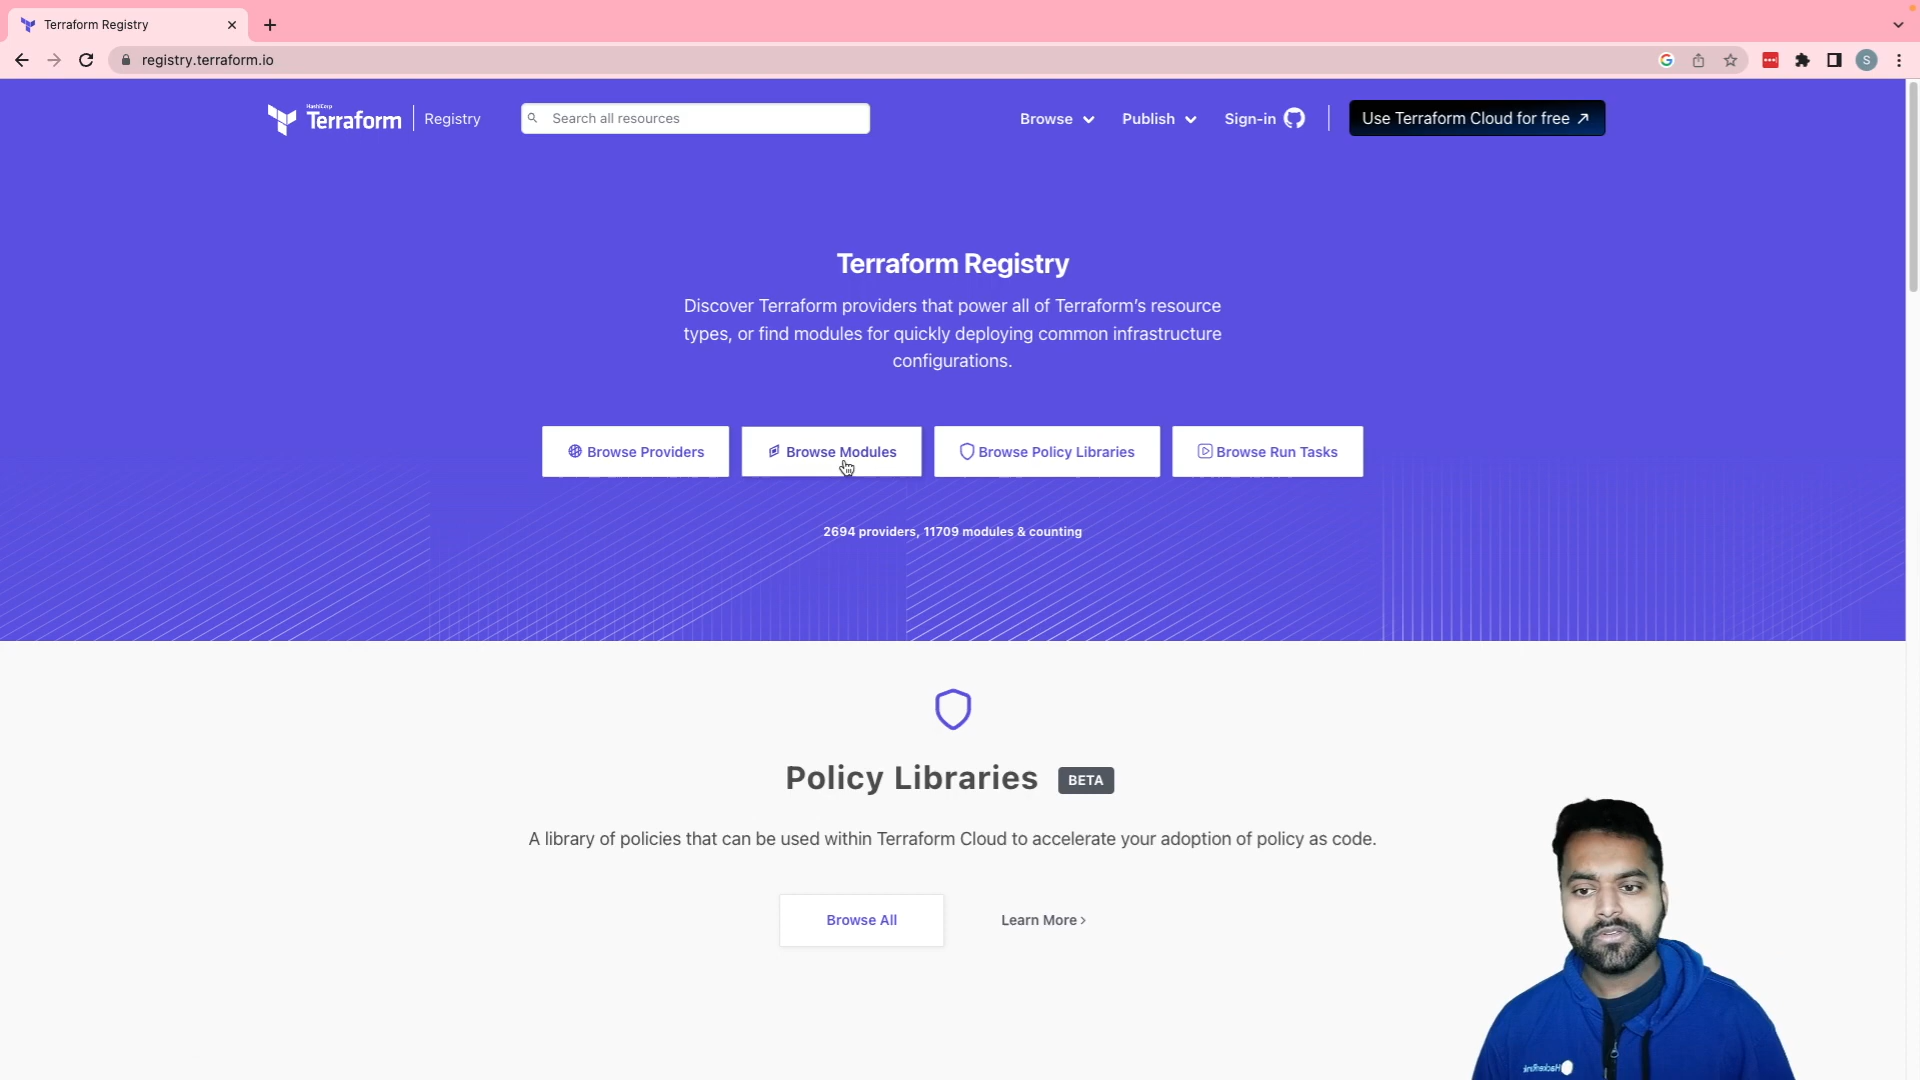 Terraform Registry
registry.terraform.io
S
HashiCorp
Terraform
Registry
Search all resources
Browse
Publish
Sign-in
Use Terraform Cloud for free
Terraform Registry
Discover Terraform providers that power all of Terraform's resource
types, or find modules for quickly deploying common infrastructure
configurations.
Browse Providers
Browse Modules
Browse Policy Libraries
Browse Run Tasks
2694 providers, 11709 modules & counting
Policy Libraries
BETA
A library of policies that can be used within Terraform Cloud to accelerate your adoption of policy as code.
Browse All
Learn More